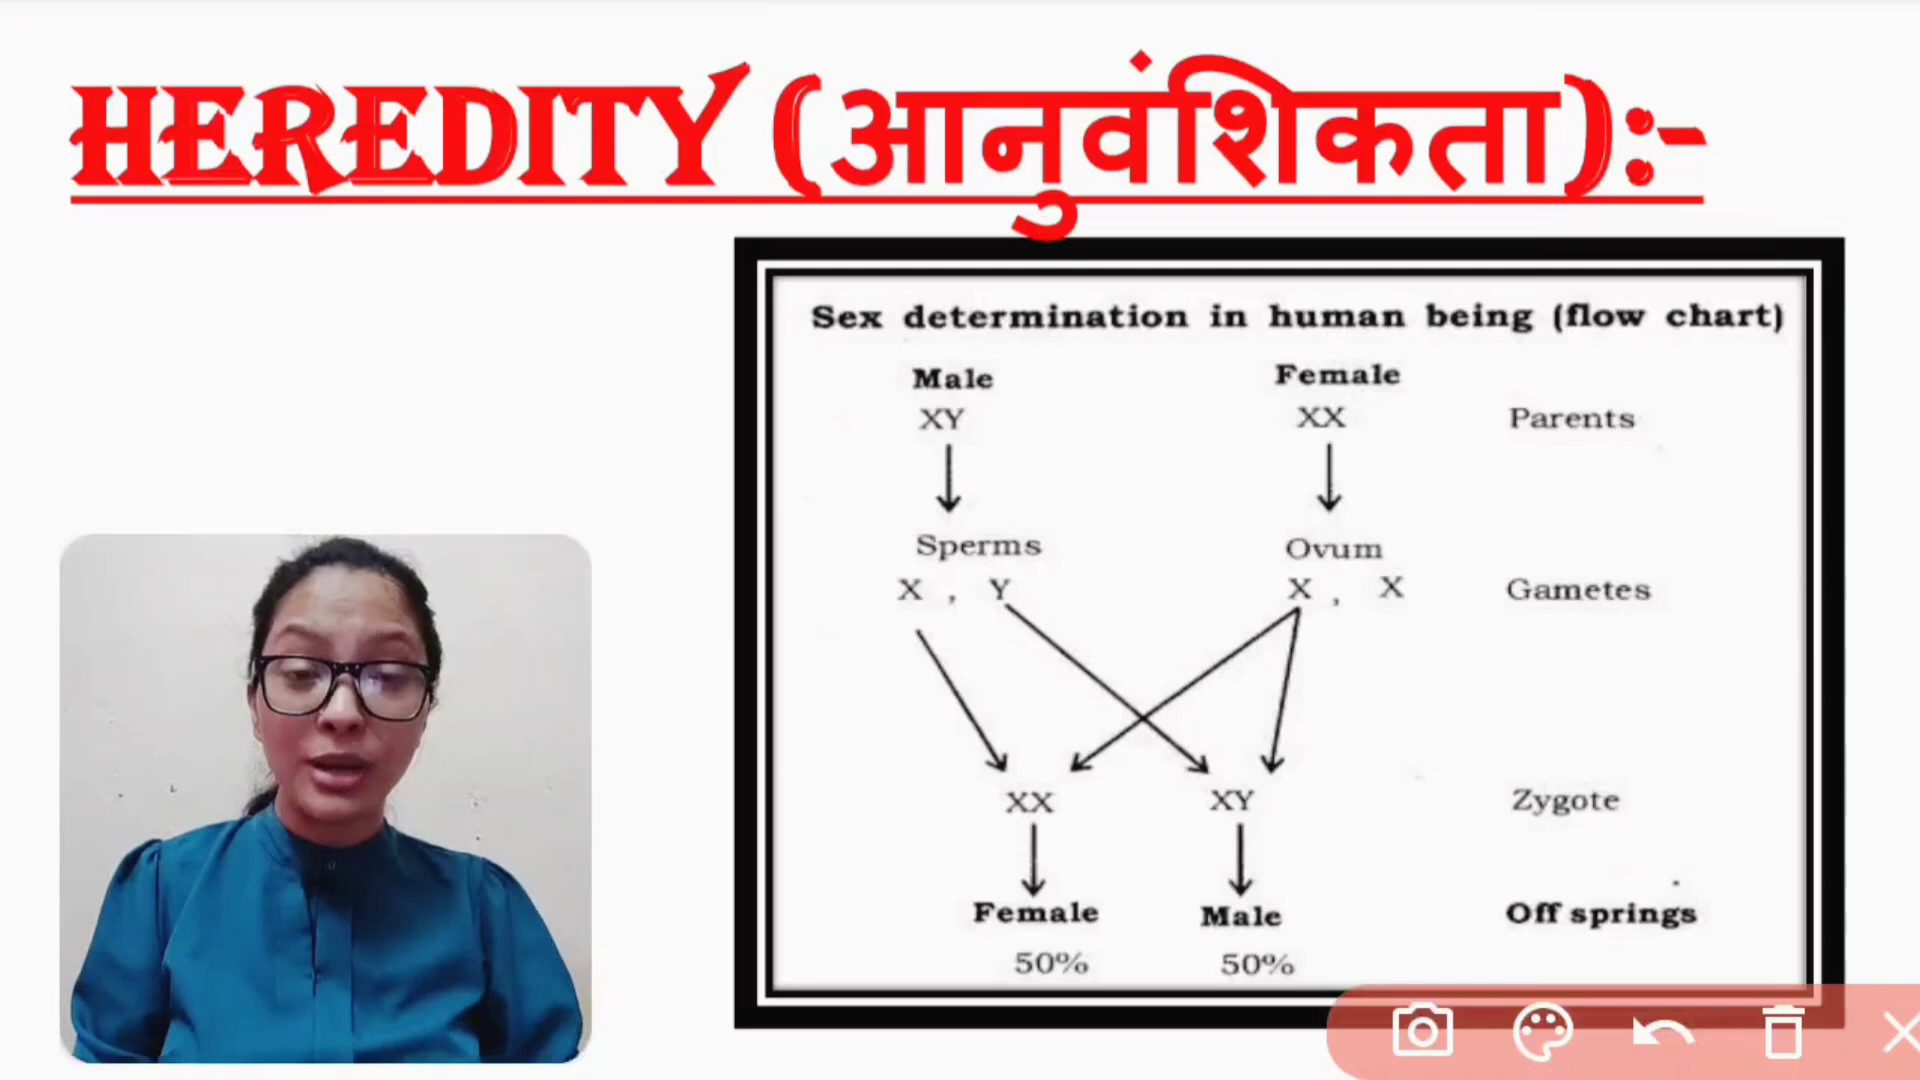 HEREDITY (आनुवंशिकता):-
Sex determination in human being (flow chart)
Male Female
XY XX Parents
Sperms Ovum
X , Y X , X Gametes
XX XY Zygote
Female Male Off springs
50% 50%